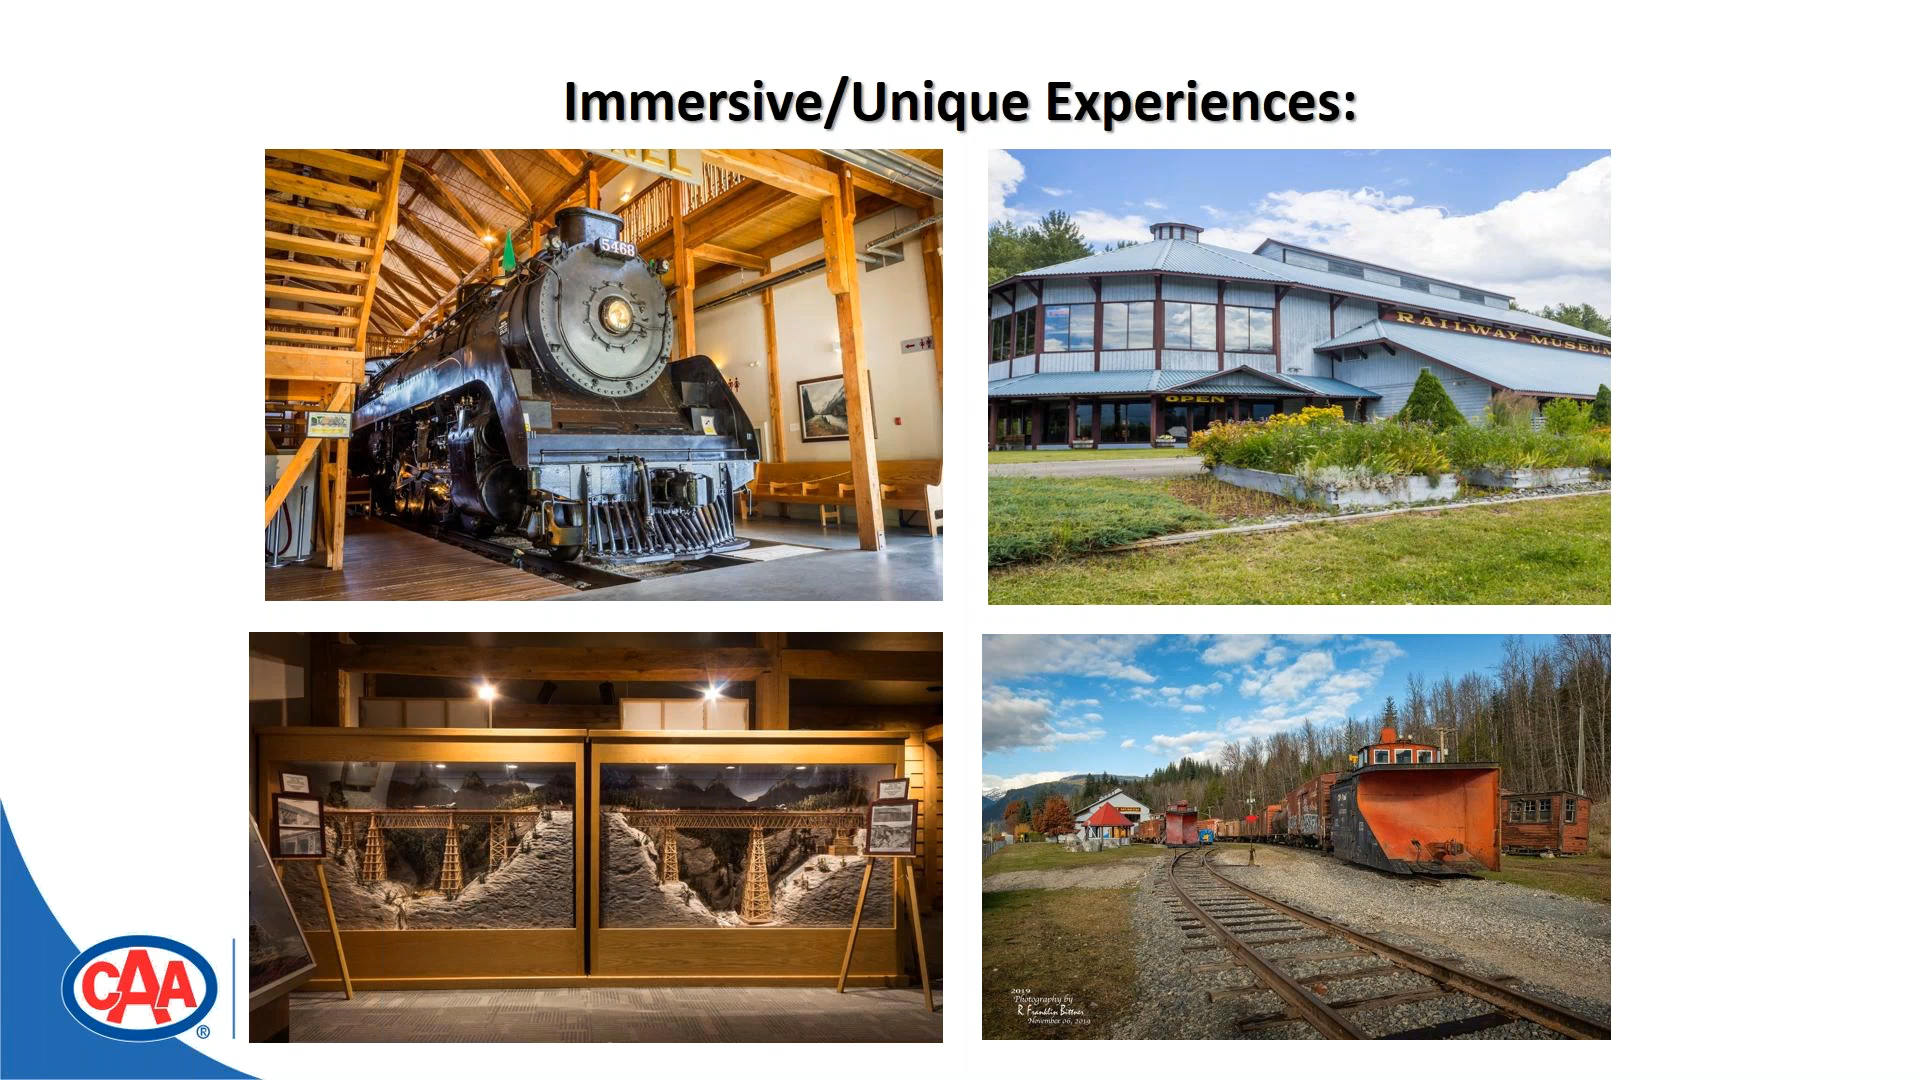 Immersive/Unique Experiences:
5468
RAILWAY MUSEUM
OPEN
2019
Photography by
R Franklin Bittner
November 06, 2019
CAA®